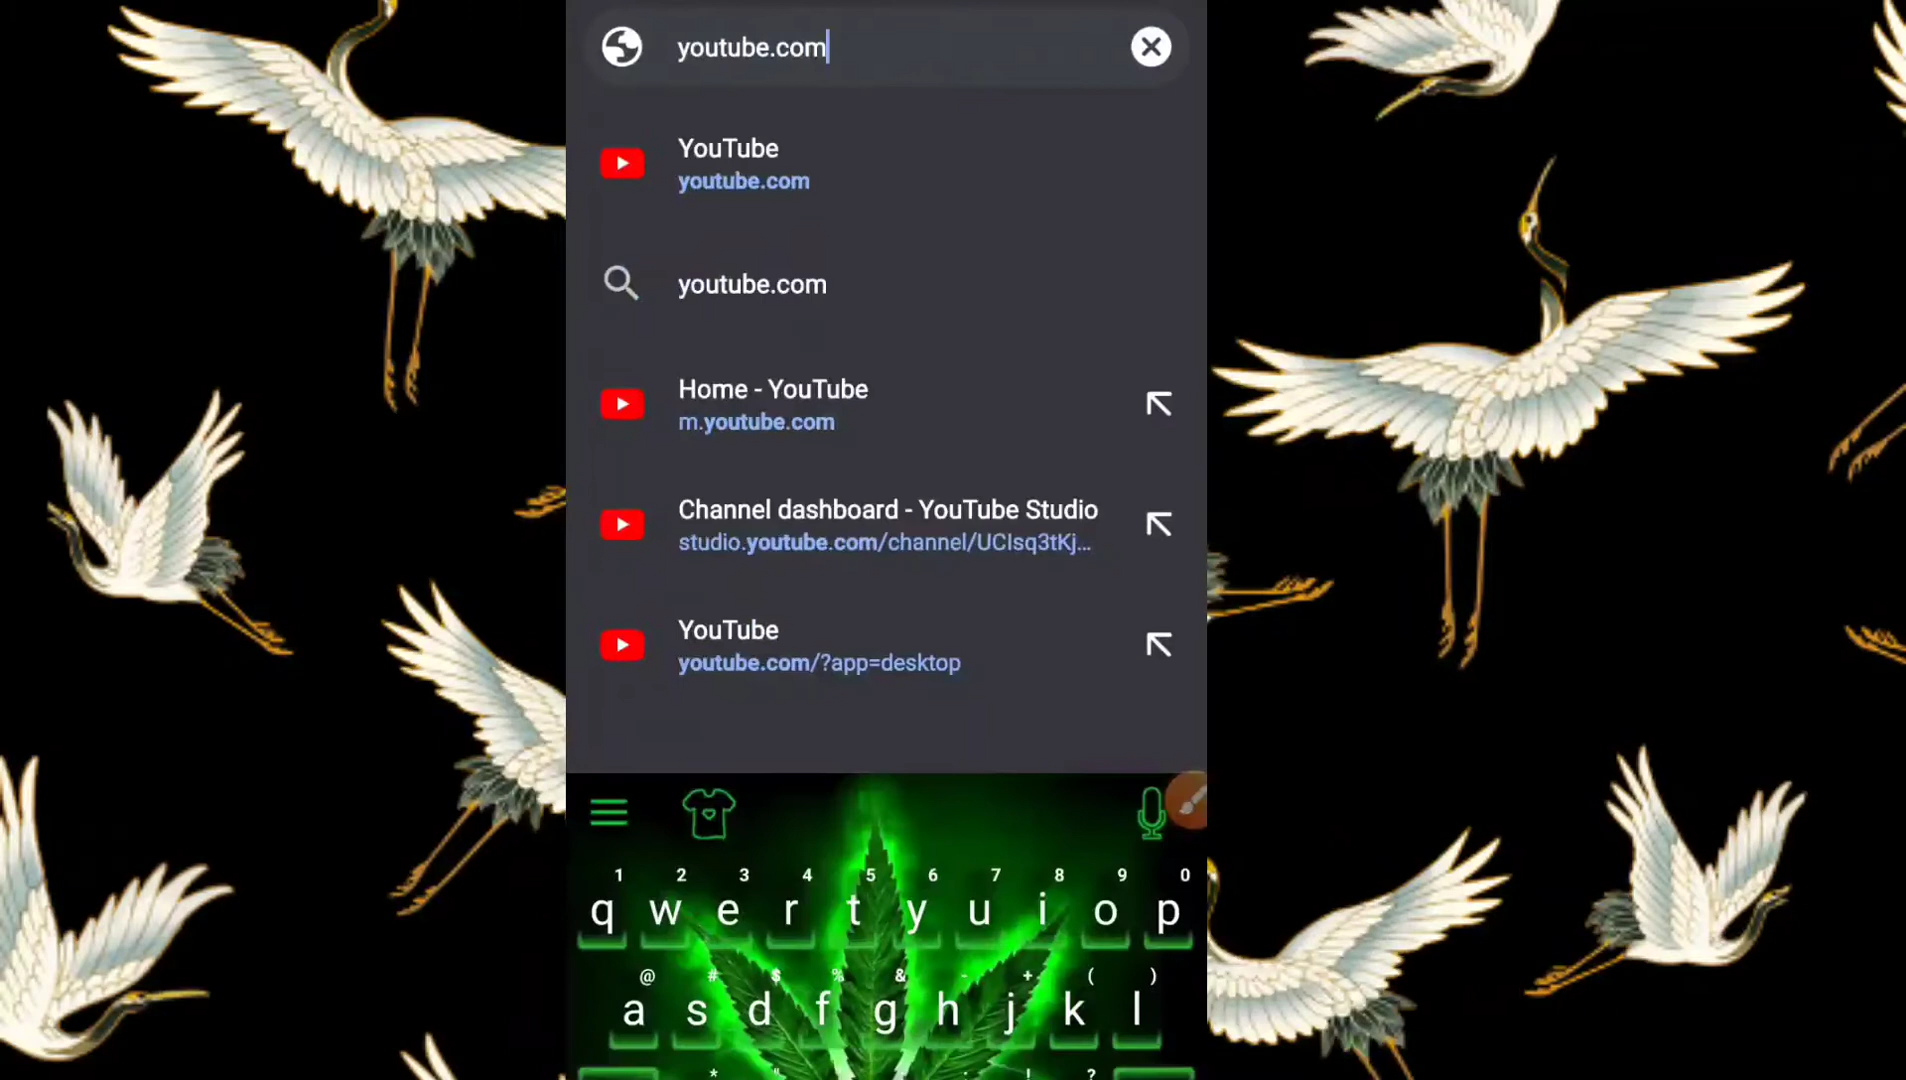 youtube.com
YouTube
youtube.com
youtube.com
Home - YouTube
m.youtube.com
Channel dashboard - YouTube Studio
studio.youtube.com/channel/UCIsq3tKj...
YouTube
youtube.com/?app=desktop
1 2 3 4 5 6 7 8 9 0
q w e r t y u i o p
@ # $ % & - + ( )
a s d f g h j k l
* " : ! ?